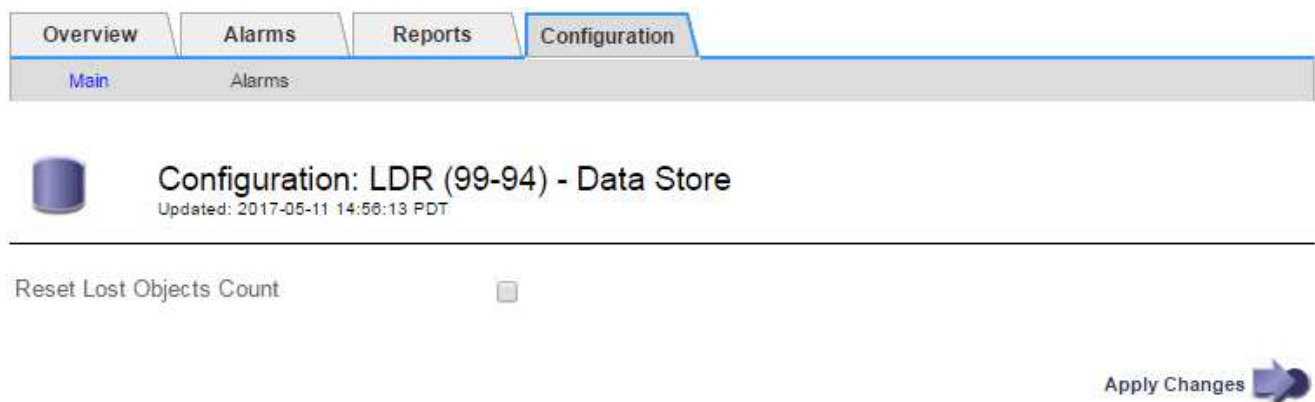 Overview Alarms Reports Configuration
Main Alarms
Configuration: LDR (99-94) - Data Store
Updated: 2017-05-11 14:56:13 PDT
Reset Lost Objects Count
Apply Changes